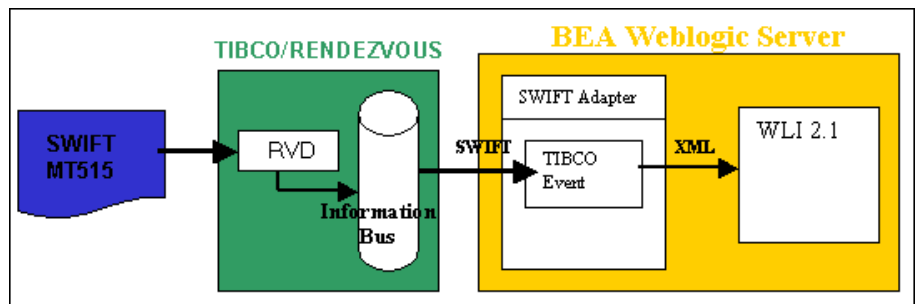 TIBCO/RENDEZVOUS
BEA Weblogic Server
SWIFT
MT515
RVD
Information
Bus
SWIFT
SWIFT Adapter
TIBCO
Event
XML
WLI 2.1